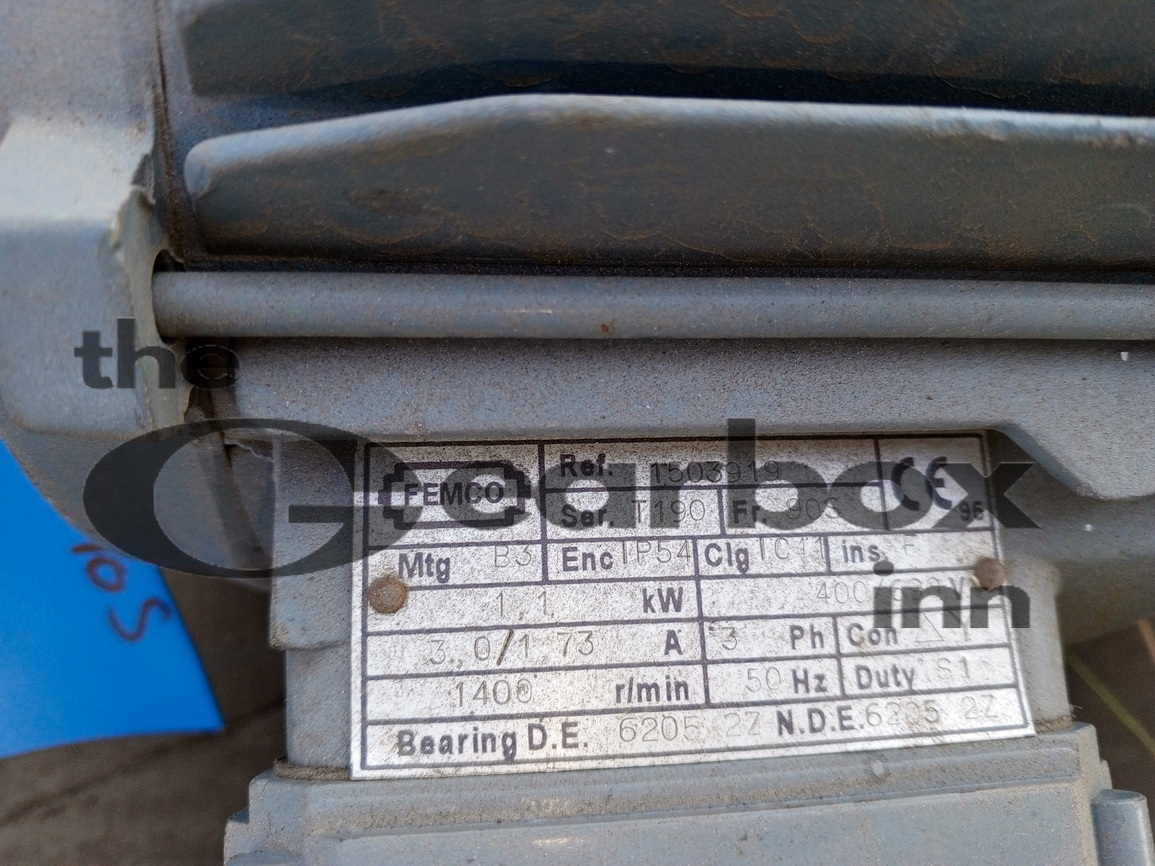 the
Gearbox
inn
FEMCO Ref. 1503919 CE
Ser. T190 Fr. 90S 96
Mtg B3 Enc IP54 Clg IC411 ins. F
1,1 kW 400 V
3,0/1,73 A 3 Ph Con △
1400 r/min 50 Hz Duty S1
Bearing D.E. 6205 2Z N.D.E. 6205 2Z
502